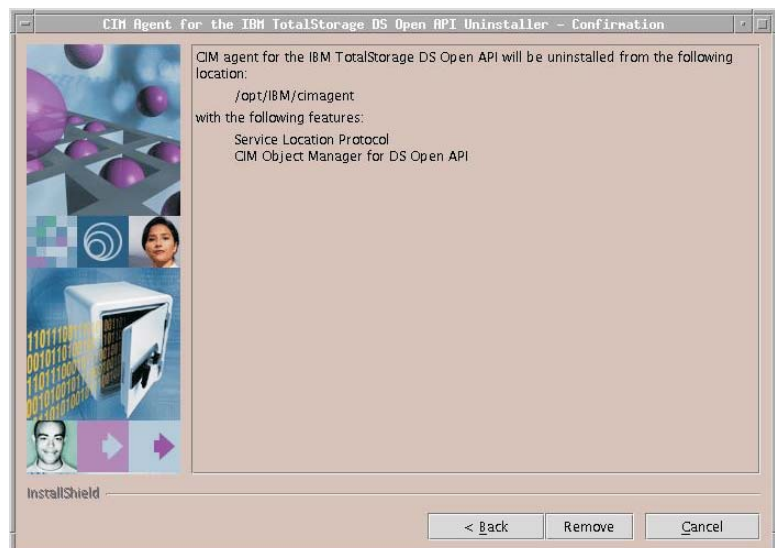 CIM Agent for the IBM TotalStorage DS Open API Uninstaller - Confirmation
CIM agent for the IBM TotalStorage DS Open API will be uninstalled from the following
location:
/opt/IBM/cimagent
with the following features:
Service Location Protocol
CIM Object Manager for DS Open API
InstallShield
< Back
Remove
Cancel